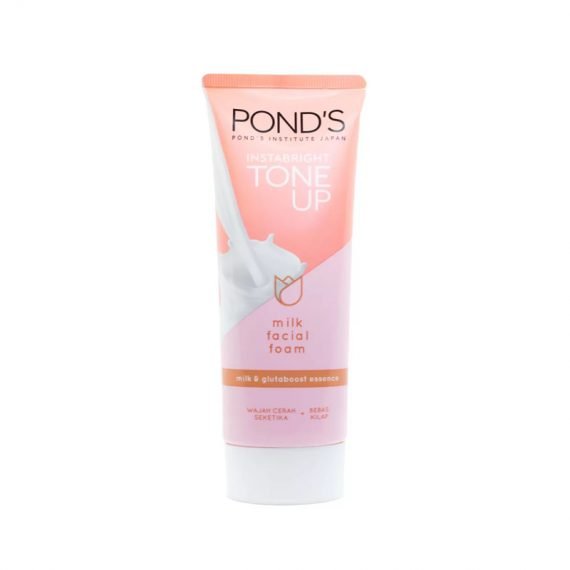 POND'S
POND'S INSTITUTE JAPAN
INSTABRIGHT
TONE
UP
milk
facial
foam
milk & glutaboost essence
WAJAH CERAH
SEKETIKA
+ BEBAS
KILAP